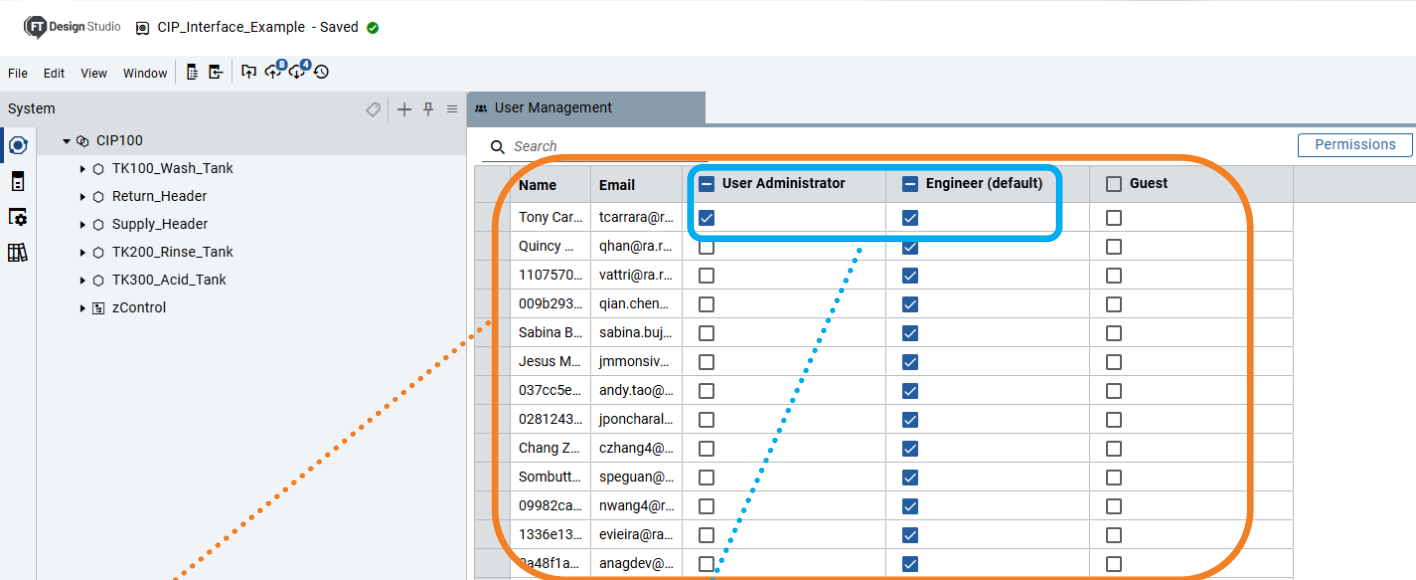 FT Design Studio CIP_Interface_Example - Saved
File Edit View Window 8 4
System
User Management
CIP100
Search
Permissions
TK100_Wash_Tank
Return_Header
Supply_Header
TK200_Rinse_Tank
TK300_Acid_Tank
zControl
Name Email User Administrator Engineer (default) Guest
Tony Car... tcarrara@r...
Quincy ... qhan@ra.r...
1107570... vattri@ra.r...
009b293... qian.chen...
Sabina B... sabina.buj...
Jesus M... jmmonsiv...
037cc5e... andy.tao@...
0281243... jponcharal...
Chang Z... czhang4@...
Sombutt... speguan@...
09982ca... nwang4@r...
1336e13... evieira@ra...
0a48f1a... anagdev@...